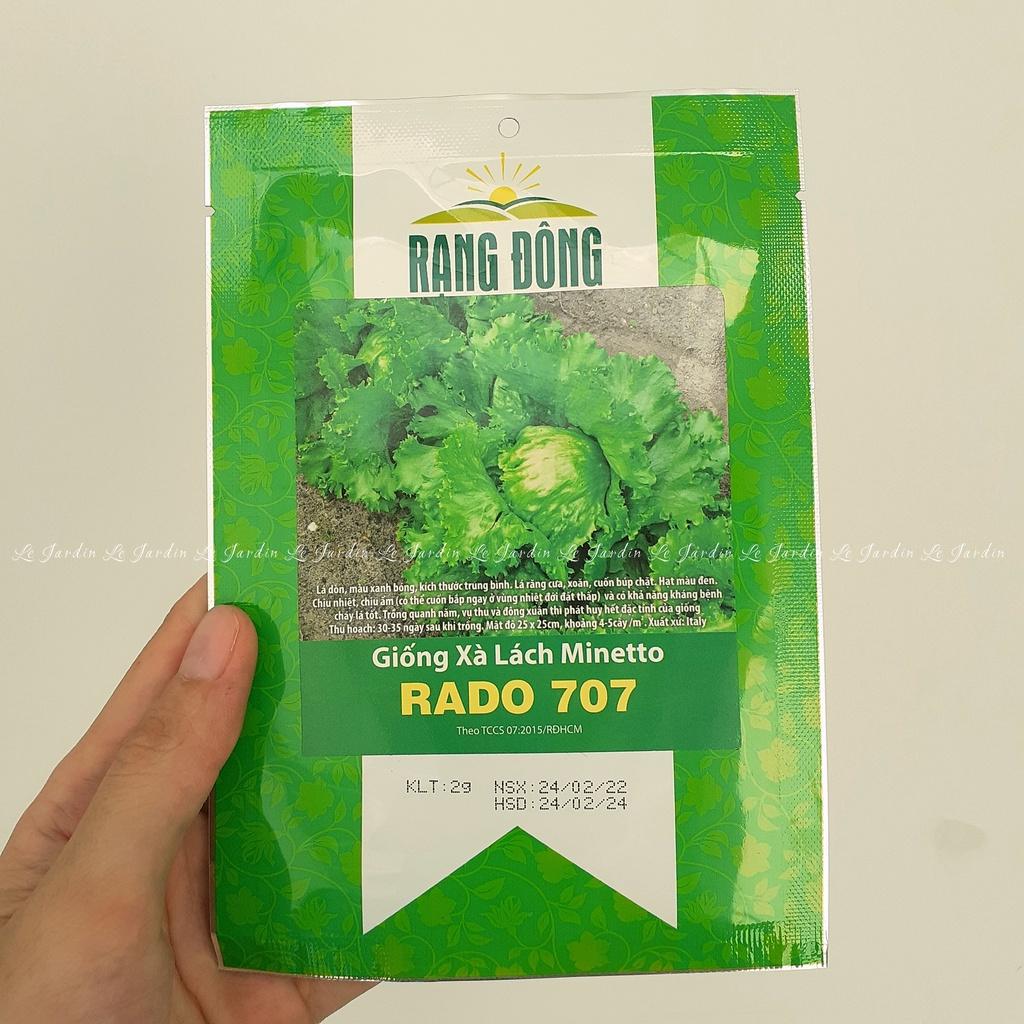 RẠNG ĐÔNG
Le Jardin Le Jardin Le Jardin Le Jardin Le Jardin Le Jardin Le Jardin Le Jardin Le Jardin Le Jardin Le Jardin
Lá dòn, màu xanh bóng, kích thước trung bình. Lá răng cưa, xoăn, cuốn búp chặt. Hạt màu đen.
Chịu nhiệt, chịu ẩm (có thể cuốn bắp ngay ở vùng nhiệt đới đất thấp) và có khả năng kháng bệnh
cháy lá tốt. Trồng quanh năm, vụ thu và đông xuân thì phát huy hết đặc tính của giống
Thu hoạch: 30-35 ngày sau khi trồng. Mật độ 25 x 25cm, khoảng 4-5cây/m². Xuất xứ: Italy
Giống Xà Lách Minetto
RADO 707
Theo TCCS 07:2015/RĐHCM
KLT:2g NSX:24/02/22
HSD:24/02/24